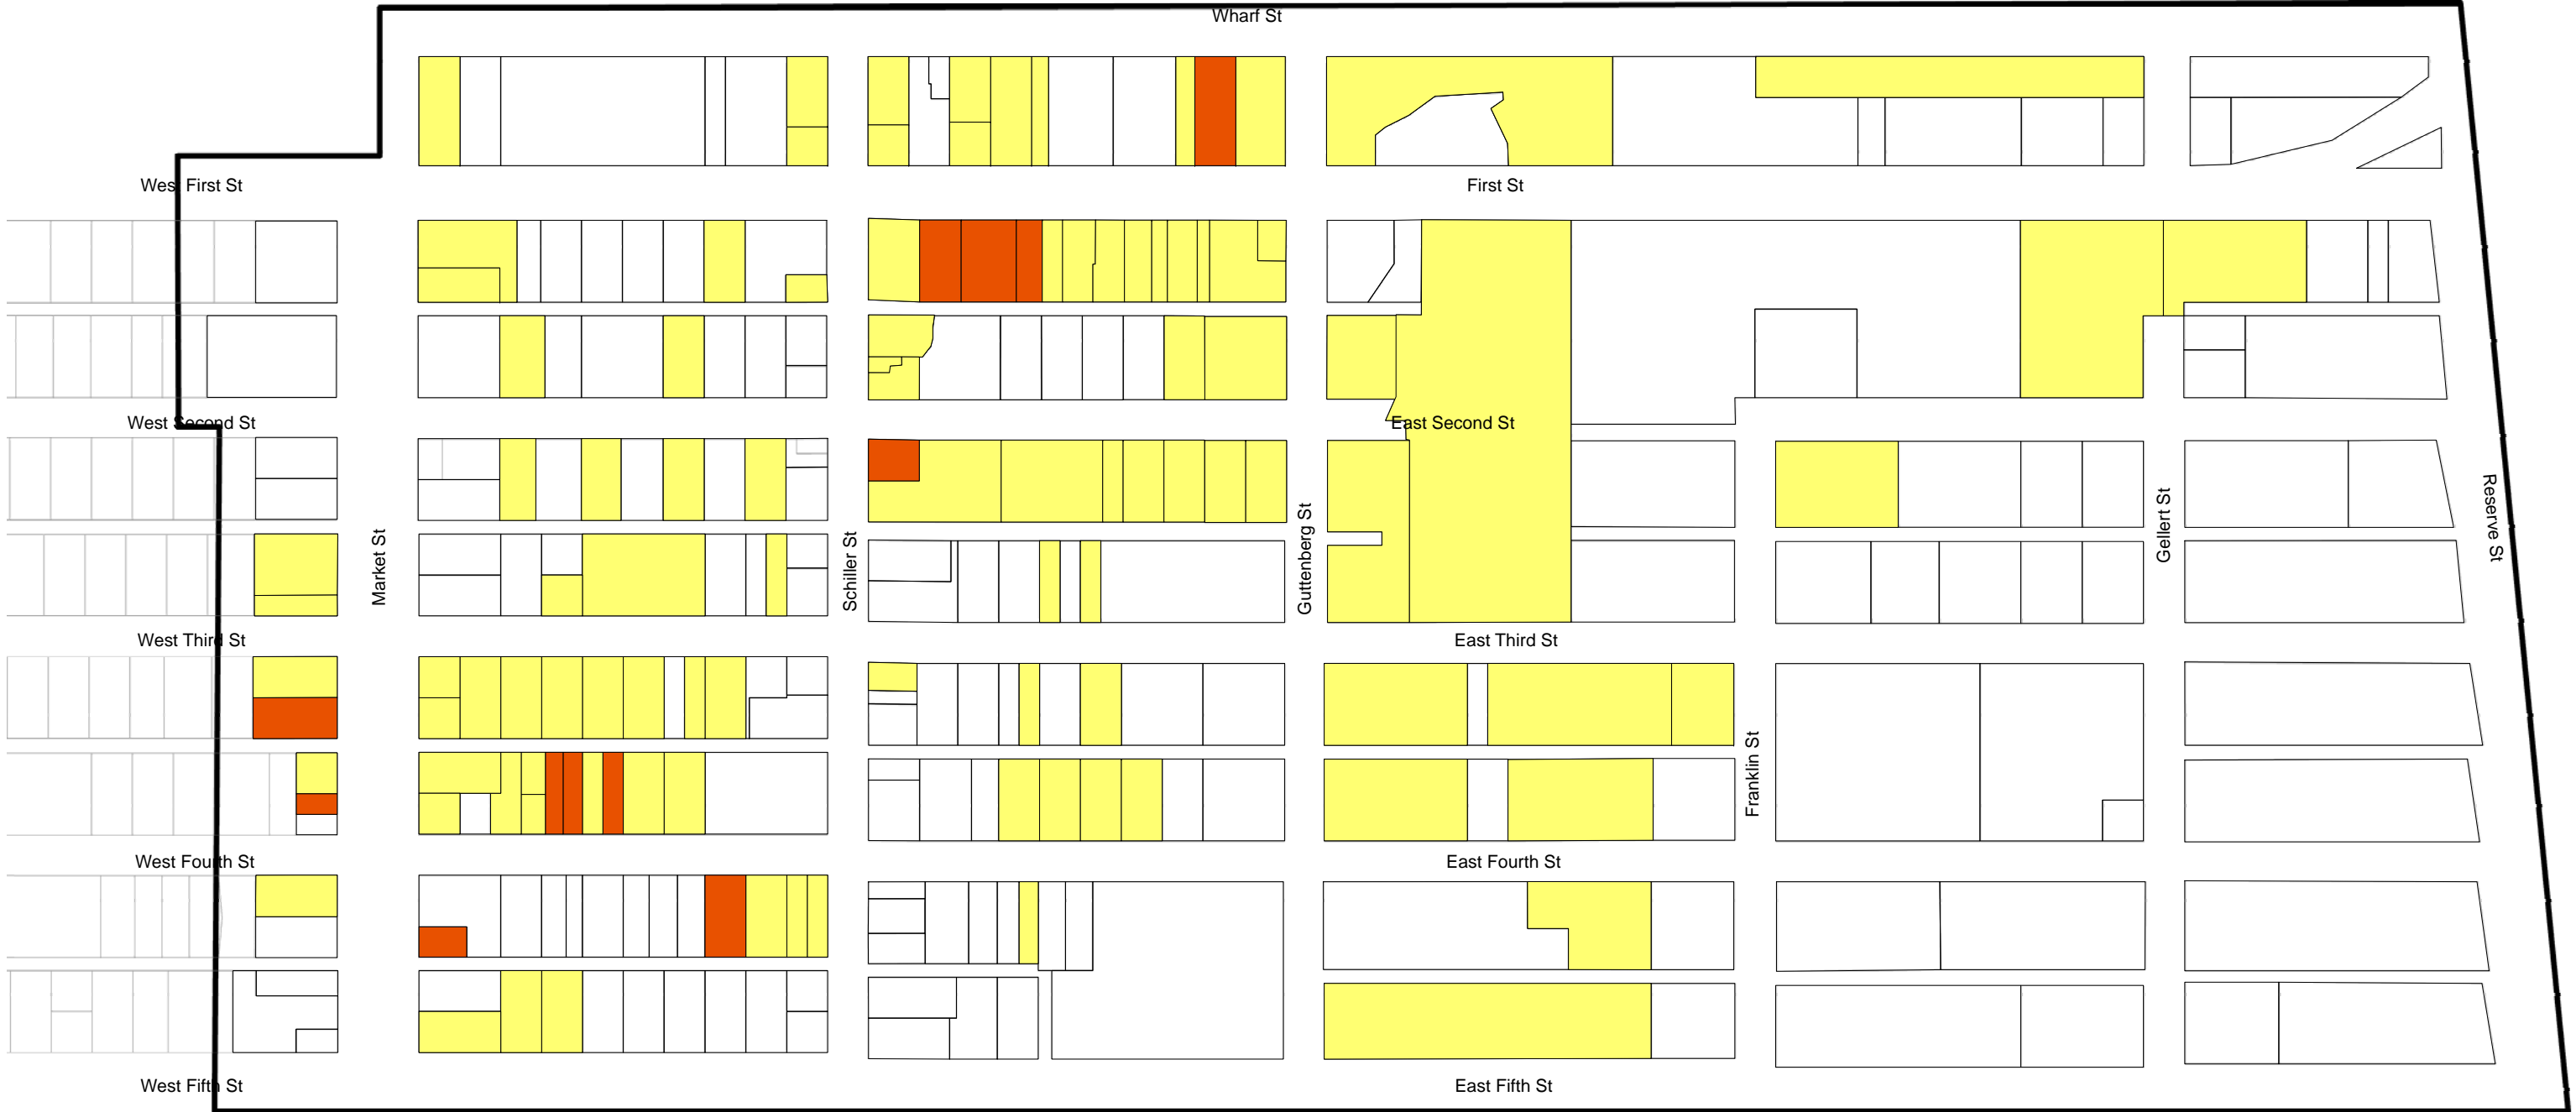 Wharf St
West First St
First St
West Second St
East Second St
Market St
Schiller St
Guttenberg St
Gellert St
Reserve St
West Third St
East Third St
Franklin St
West Fourth St
East Fourth St
West Fifth St
East Fifth St